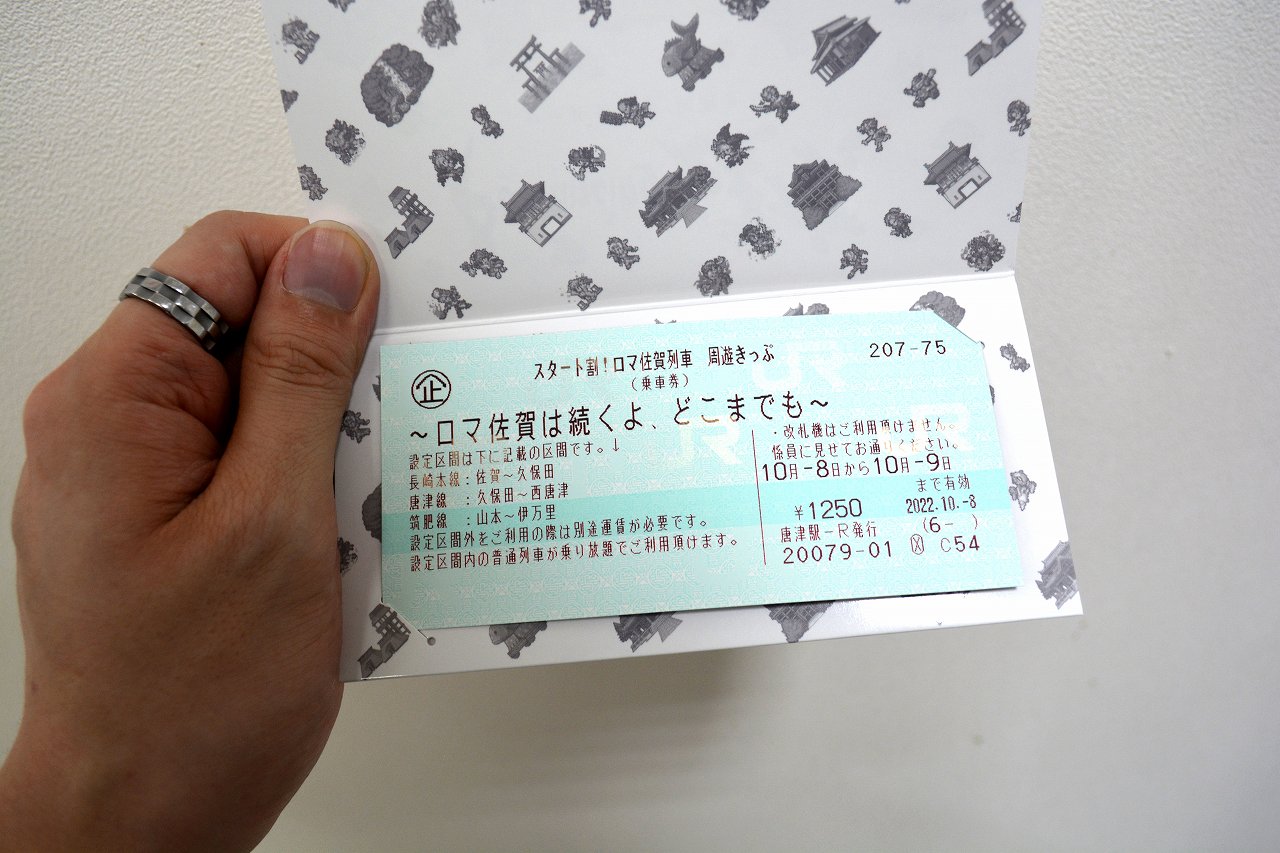 企
スタート割！ロマ佐賀列車 周遊きっぷ
207-75
（乗車券）
～ロマ佐賀は続くよ、どこまでも～
設定区間は下に記載の区間です。↓
長崎本線：佐賀～久保田
唐津線 ：久保田～西唐津
筑肥線 ：山本～伊万里
設定区間外をご利用の際は別途運賃が必要です。
設定区間内の普通列車が乗り放題でご利用頂けます。
・改札機はご利用頂けません。
係員に見せてお通りください。
10月-8日から10月-9日
まで有効
￥1250
2022.10.-8
唐津駅-R発行 (6- )
20079-01 ㋨ C54
JR
JR
R